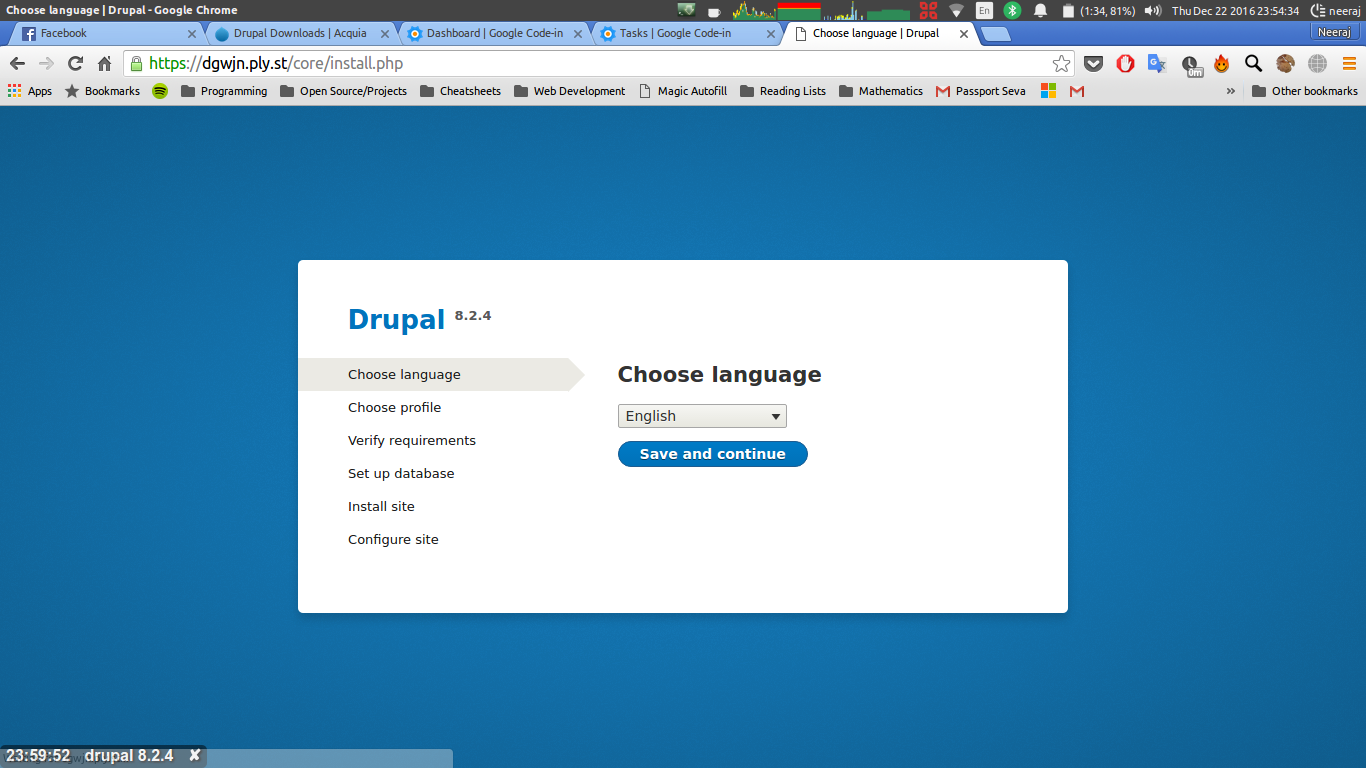 Choose language | Drupal - Google Chrome
En
(1:34, 81%)
Thu Dec 22 2016 23:54:34
neeraj
Facebook
Drupal Downloads | Acquia
Dashboard | Google Code-in
Tasks | Google Code-in
Choose language | Drupal
Neeraj
https://dgwjn.ply.st/core/install.php
0m
Apps
Bookmarks
Programming
Open Source/Projects
Cheatsheets
Web Development
Magic Autofill
Reading Lists
Mathematics
Passport Seva
»
Other bookmarks
Drupal 8.2.4
Choose language
Choose profile
Verify requirements
Set up database
Install site
Configure site
Choose language
English
Save and continue
23:59:52 drupal 8.2.4 ✘